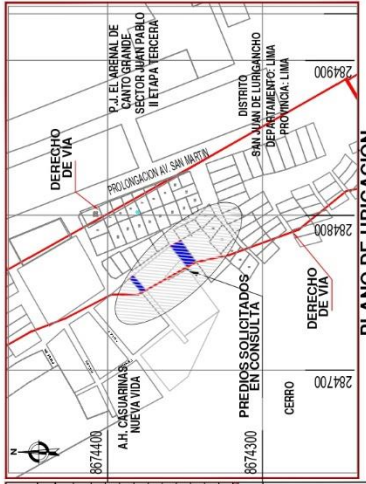 P.J. EL ARENAL DE
CANTO GRANDE
SECTOR JUAN PABLO
II ETAPA TERCERA
DERECHO
DE VIA
PROLONGACION AV. SAN MARTIN
DISTRITO
SAN JUAN DE LURIGANCHO
DEPARTAMENTO: LIMA
PROVINCIA: LIMA
284900
284800
284700
N
8674400
8674300
A.H. CASUARINAS
NUEVA VIDA
PREDIOS SOLICITADOS
EN CONSULTA
CERRO
DERECHO
DE VIA
PLANO DE UBICACION